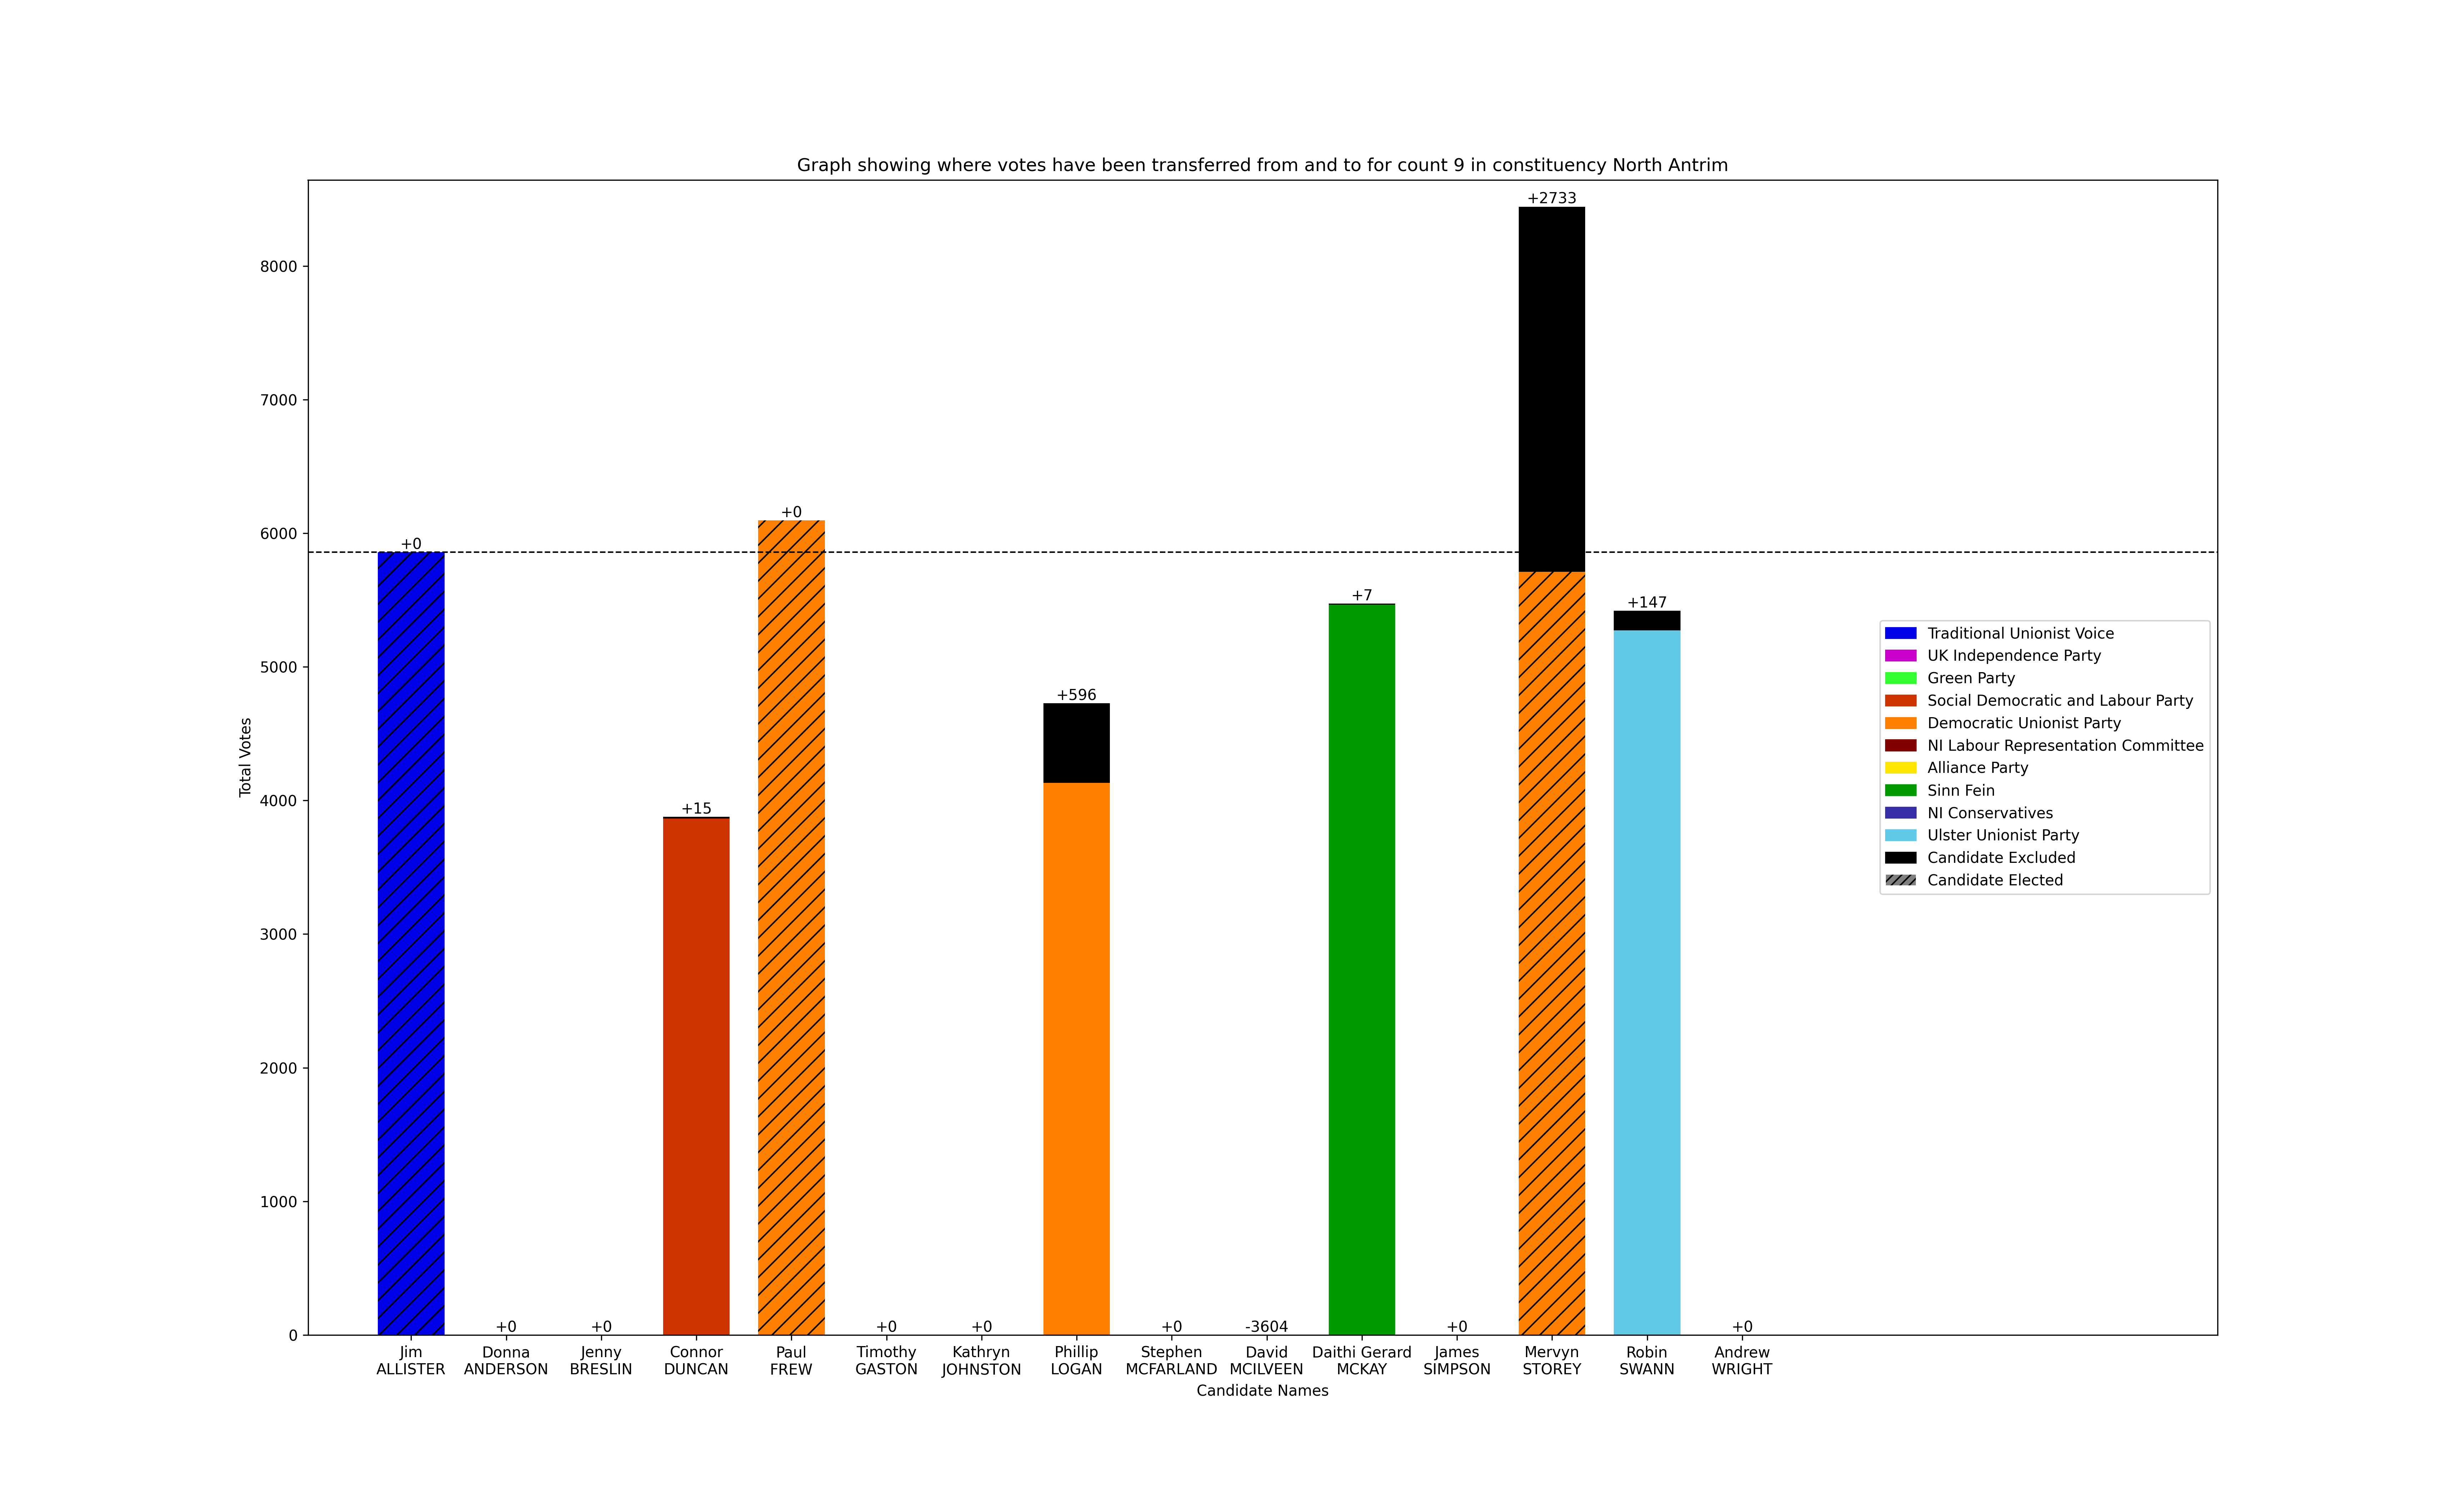 Graph showing where votes have been transferred from and to for count 9 in constituency North Antrim
+2733
8000
7000
+0
6000
+0
+7
+147
5000
+596
+15
4000
Total Votes
3000
2000
1000
0
+0
+0
+0
+0
+0
-3604
+0
+0
Traditional Unionist Voice
UK Independence Party
Green Party
Social Democratic and Labour Party
Democratic Unionist Party
NI Labour Representation Committee
Alliance Party
Sinn Fein
NI Conservatives
Ulster Unionist Party
Candidate Excluded
Candidate Elected
Jim
ALLISTER
Donna
ANDERSON
Jenny
BRESLIN
Connor
DUNCAN
Paul
FREW
Timothy
GASTON
Kathryn
JOHNSTON
Phillip
LOGAN
Stephen
MCFARLAND
David
MCILVEEN
Daithi Gerard
MCKAY
James
SIMPSON
Mervyn
STOREY
Robin
SWANN
Andrew
WRIGHT
Candidate Names